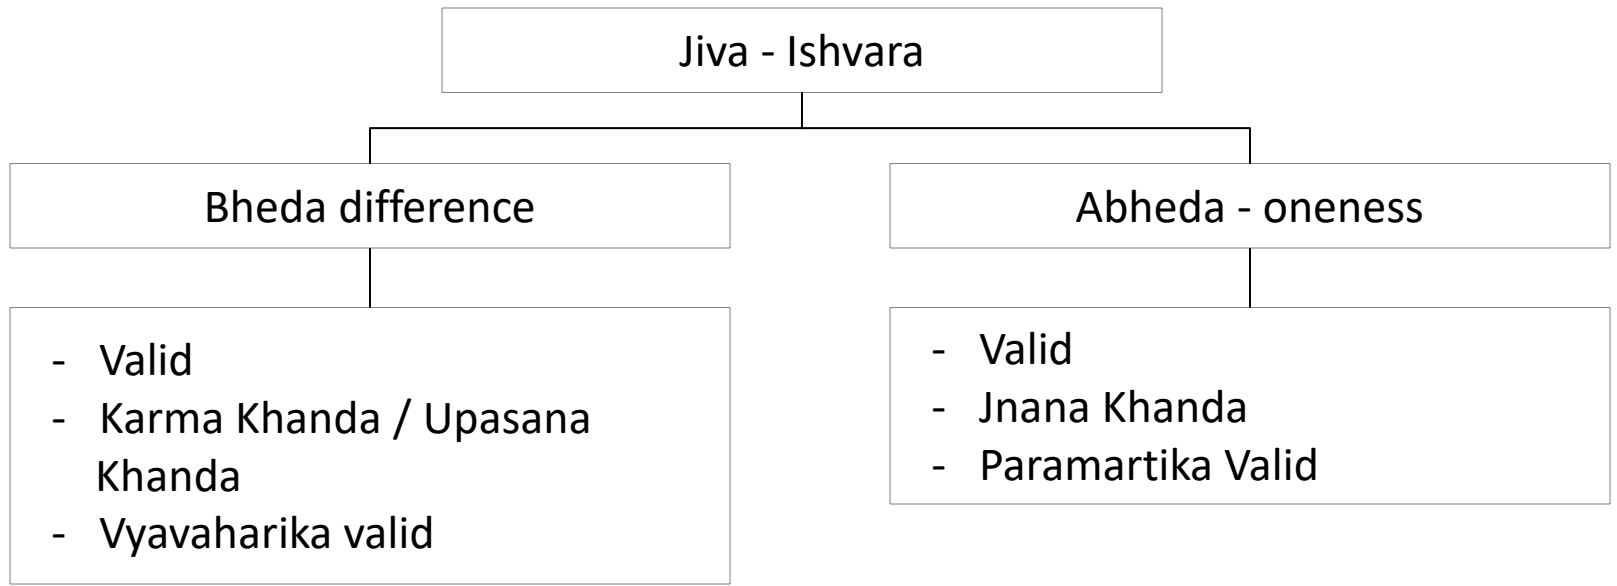 Jiva - Ishvara
Bheda difference
Abheda - oneness
- Valid
- Karma Khanda / Upasana
Khanda
- Vyavaharika valid
- Valid
- Jnana Khanda
- Paramartika Valid